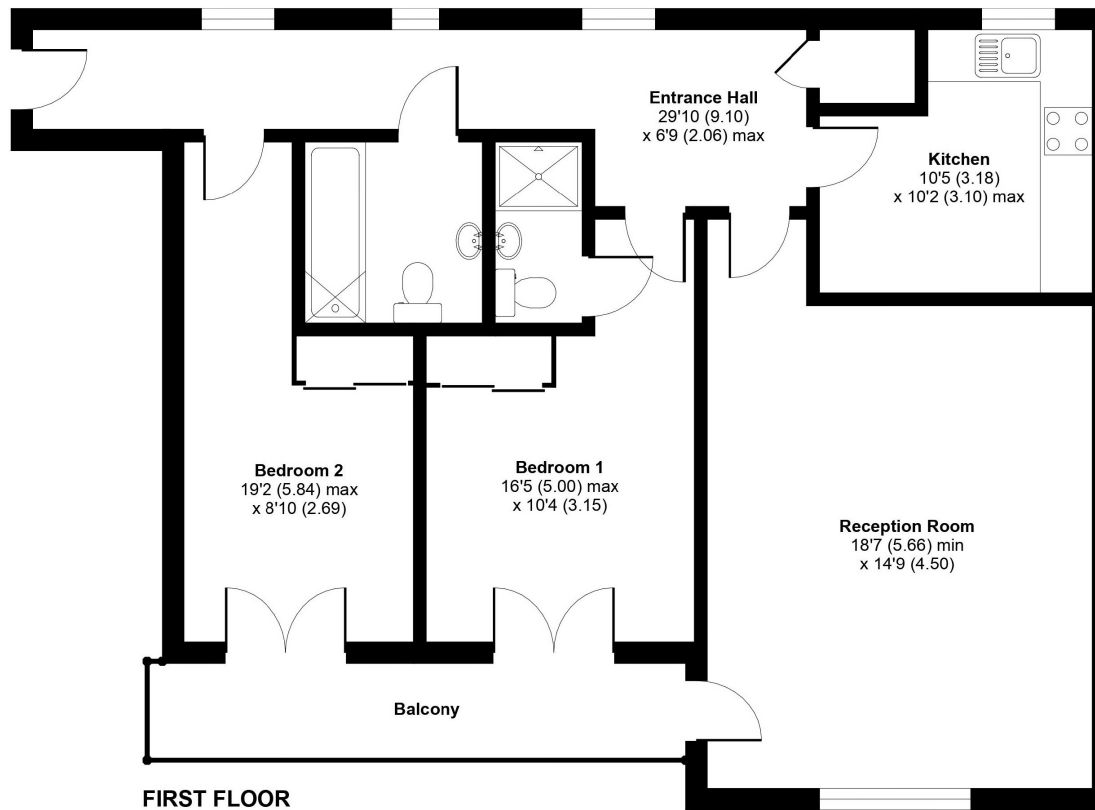 Entrance Hall
29'10 (9.10)
x 6'9 (2.06) max
Kitchen
10'5 (3.18)
x 10'2 (3.10) max
Bedroom 2
19'2 (5.84) max
x 8'10 (2.69)
Bedroom 1
16'5 (5.00) max
x 10'4 (3.15)
Reception Room
18'7 (5.66) min
x 14'9 (4.50)
Balcony
FIRST FLOOR